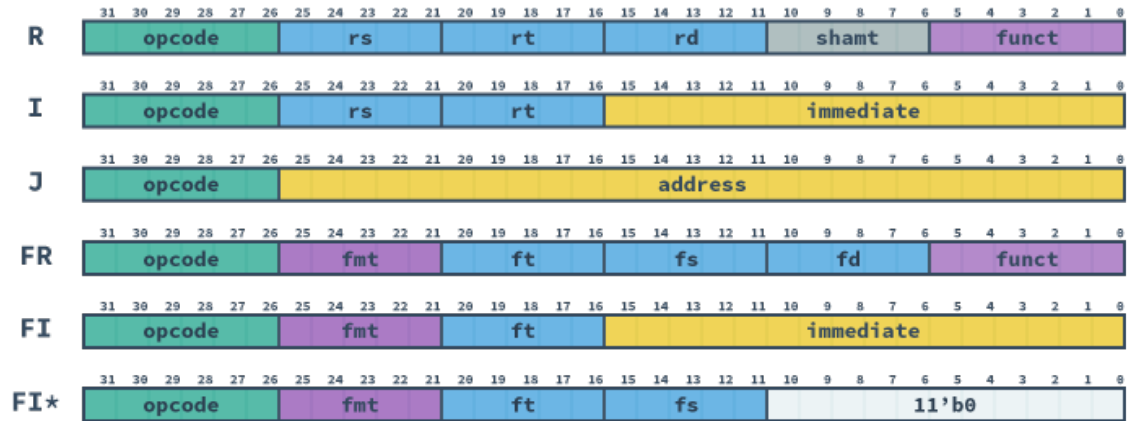 31 30 29 28 27 26 25 24 23 22 21 20 19 18 17 16 15 14 13 12 11 10 9 8 7 6 5 4 3 2 1 0
R opcode rs rt rd shamt funct
31 30 29 28 27 26 25 24 23 22 21 20 19 18 17 16 15 14 13 12 11 10 9 8 7 6 5 4 3 2 1 0
I opcode rs rt immediate
31 30 29 28 27 26 25 24 23 22 21 20 19 18 17 16 15 14 13 12 11 10 9 8 7 6 5 4 3 2 1 0
J opcode address
31 30 29 28 27 26 25 24 23 22 21 20 19 18 17 16 15 14 13 12 11 10 9 8 7 6 5 4 3 2 1 0
FR opcode fmt ft fs fd funct
31 30 29 28 27 26 25 24 23 22 21 20 19 18 17 16 15 14 13 12 11 10 9 8 7 6 5 4 3 2 1 0
FI opcode fmt ft immediate
31 30 29 28 27 26 25 24 23 22 21 20 19 18 17 16 15 14 13 12 11 10 9 8 7 6 5 4 3 2 1 0
FI* opcode fmt ft fs 11’b0